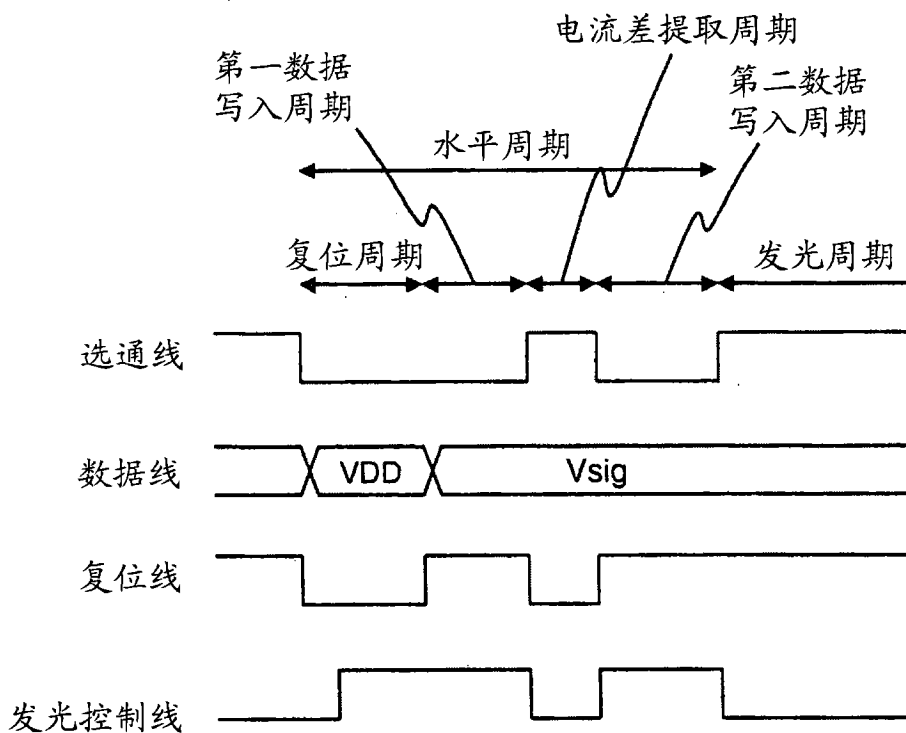 电流差提取周期
第一数据
写入周期
第二数据
写入周期
水平周期
复位周期
发光周期
选通线
数据线
VDD
Vsig
复位线
发光控制线